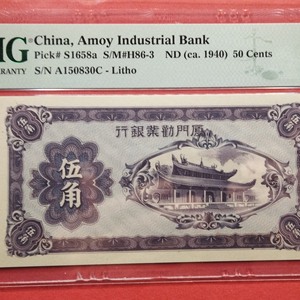 MG China, Amoy Industrial Bank
Pick# S1658a S/M#H86-3 ND (ca. 1940) 50 Cents
S/N A150830C - Litho
廈門勸業銀行
伍角